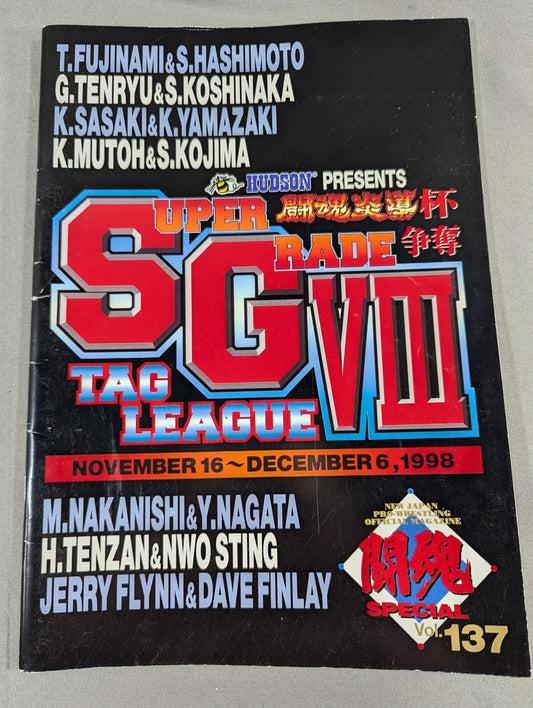 T.FUJINAMI&S.HASHIMOTO
G.TENRYU&S.KOSHINAKA
K.SASAKI&K.YAMAZAKI
K.MUTOH&S.KOJIMA
HUDSON® PRESENTS
闘魂炎導杯
争奪
SUPER
GRADE
VIII
TAG
LEAGUE
NOVEMBER 16〜DECEMBER 6,1998
M.NAKANISHI&Y.NAGATA
H.TENZAN&NWO STING
JERRY FLYNN&DAVE FINLAY
NEW JAPAN
PRO-WRESTLING
OFFICIAL MAGAZINE
闘魂
SPECIAL
Vol.137